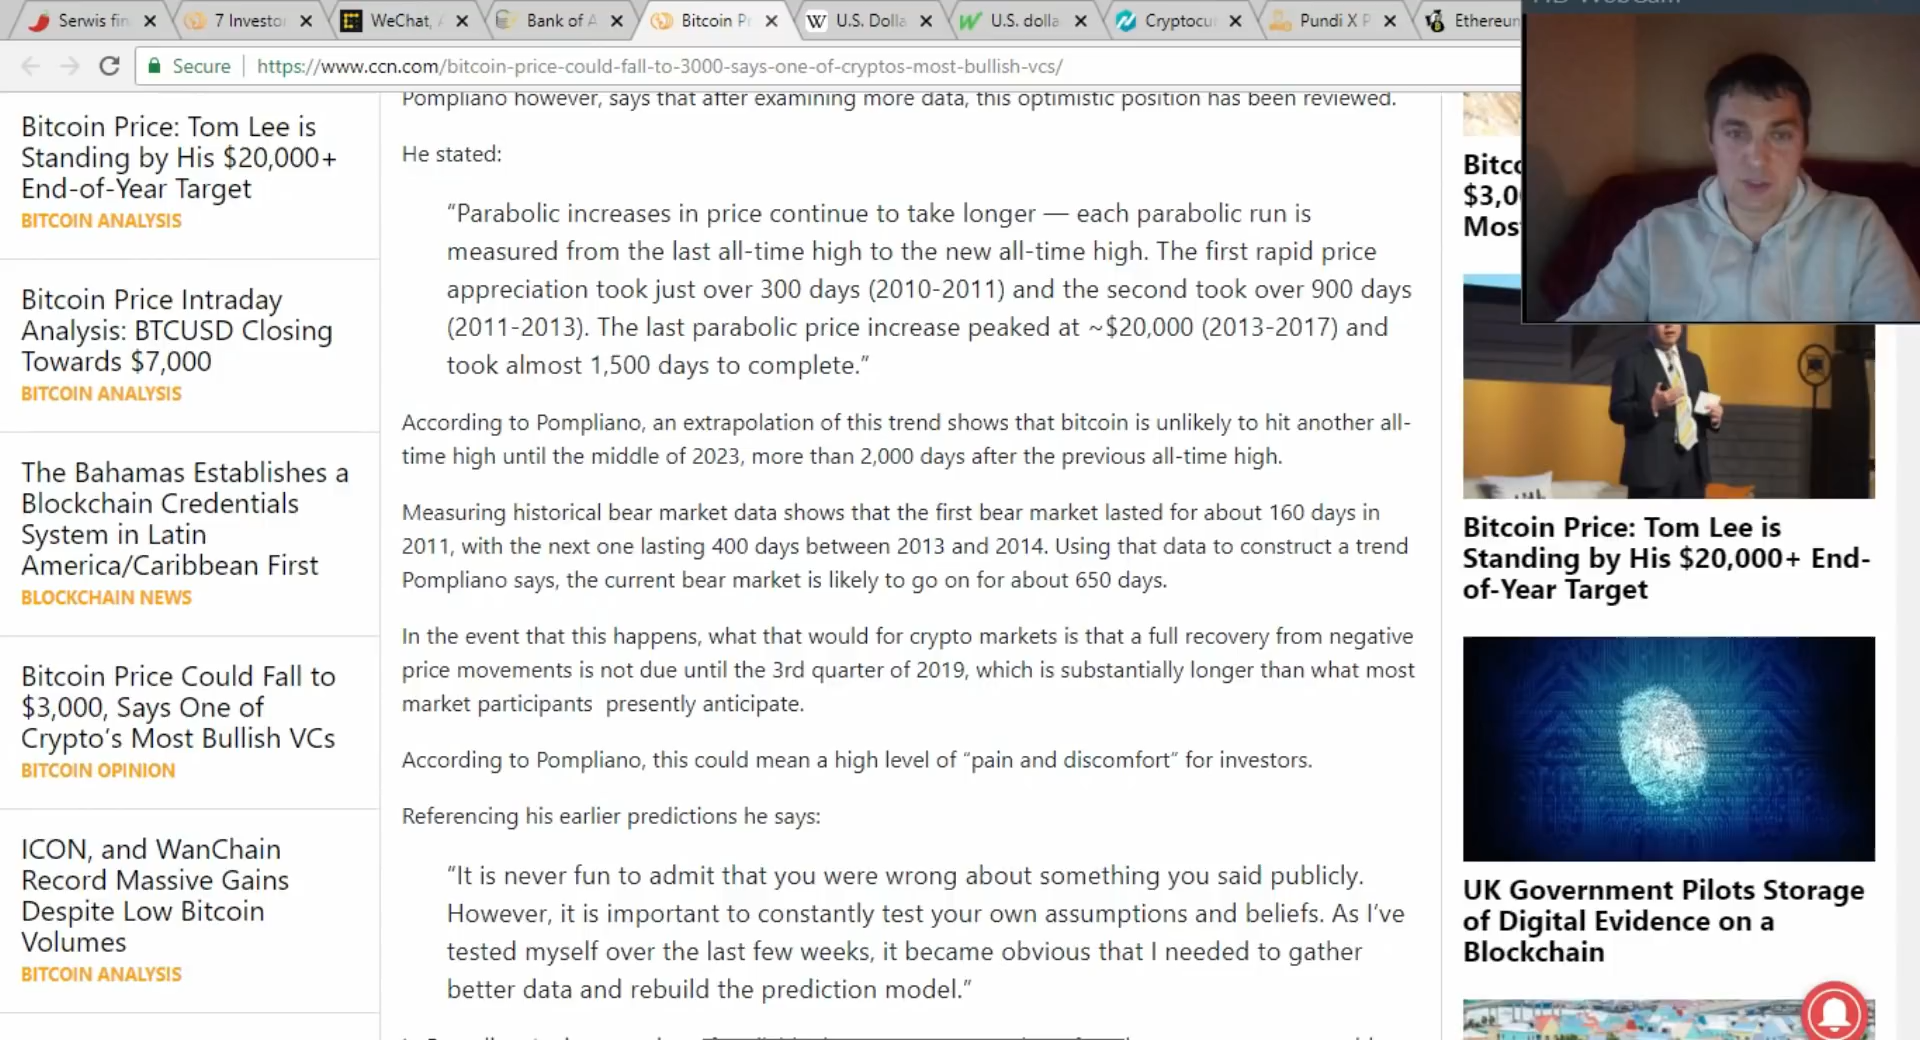 Serwis fin
7 Investo
WeChat,
Bank of A
Bitcoin P
U.S. Dolla
U.S. dolla
Cryptocu
Pundi X P
Ethereun
Secure
https://www.ccn.com/bitcoin-price-could-fall-to-3000-says-one-of-cryptos-most-bullish-vcs/
Bitcoin Price: Tom Lee is
Standing by His $20,000+
End-of-Year Target
BITCOIN ANALYSIS
Bitcoin Price Intraday
Analysis: BTCUSD Closing
Towards $7,000
BITCOIN ANALYSIS
The Bahamas Establishes a
Blockchain Credentials
System in Latin
America/Caribbean First
BLOCKCHAIN NEWS
Bitcoin Price Could Fall to
$3,000, Says One of
Crypto’s Most Bullish VCs
BITCOIN OPINION
ICON, and WanChain
Record Massive Gains
Despite Low Bitcoin
Volumes
BITCOIN ANALYSIS
Pompliano however, says that after examining more data, this optimistic position has been reviewed.
He stated:
“Parabolic increases in price continue to take longer — each parabolic run is
measured from the last all-time high to the new all-time high. The first rapid price
appreciation took just over 300 days (2010-2011) and the second took over 900 days
(2011-2013). The last parabolic price increase peaked at ~$20,000 (2013-2017) and
took almost 1,500 days to complete.”
According to Pompliano, an extrapolation of this trend shows that bitcoin is unlikely to hit another all-
time high until the middle of 2023, more than 2,000 days after the previous all-time high.
Measuring historical bear market data shows that the first bear market lasted for about 160 days in
2011, with the next one lasting 400 days between 2013 and 2014. Using that data to construct a trend
Pompliano says, the current bear market is likely to go on for about 650 days.
In the event that this happens, what that would for crypto markets is that a full recovery from negative
price movements is not due until the 3rd quarter of 2019, which is substantially longer than what most
market participants  presently anticipate.
According to Pompliano, this could mean a high level of “pain and discomfort” for investors.
Referencing his earlier predictions he says:
“It is never fun to admit that you were wrong about something you said publicly.
However, it is important to constantly test your own assumptions and beliefs. As I’ve
tested myself over the last few weeks, it became obvious that I needed to gather
better data and rebuild the prediction model.”
Bitco
$3,0
Most
Bitcoin Price: Tom Lee is
Standing by His $20,000+ End-
of-Year Target
UK Government Pilots Storage
of Digital Evidence on a
Blockchain